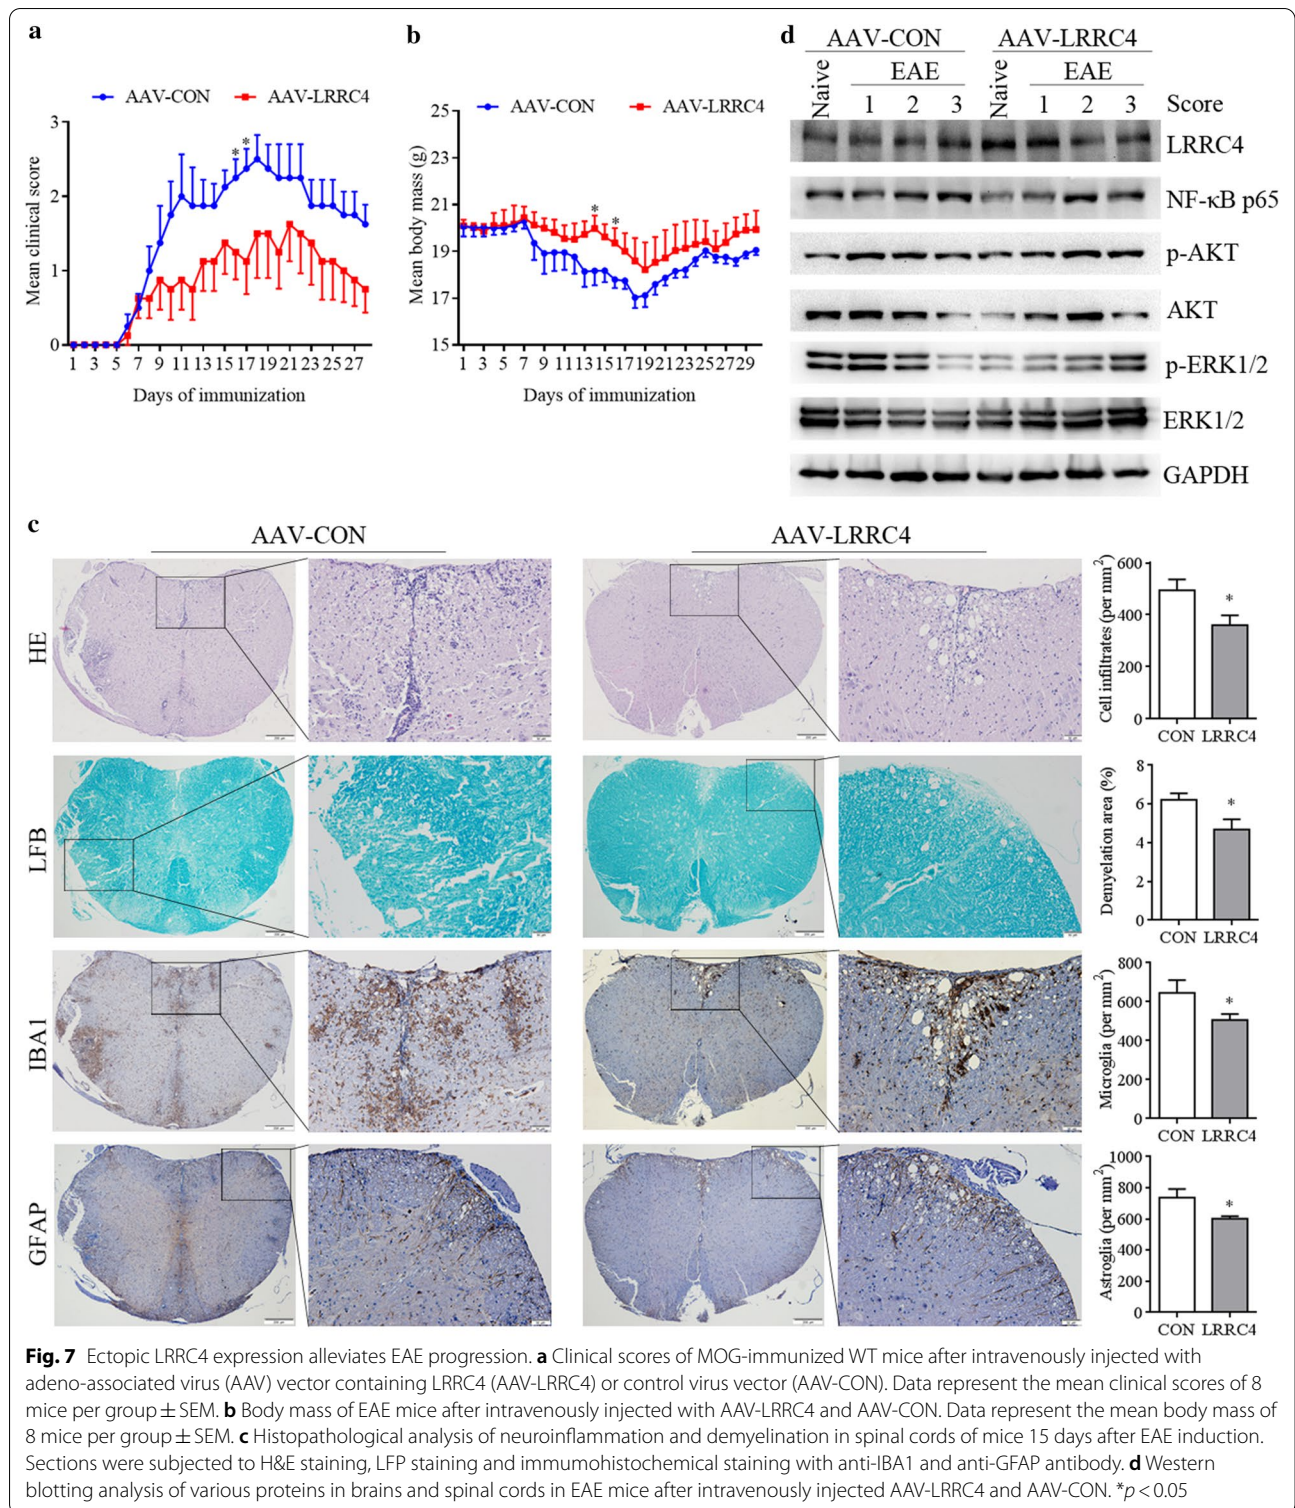 a
AAV-CON AAV-LRRC4
Mean clinical score
3
2
1
0
* *
1 3 5 7 9 11 13 15 17 19 21 23 25 27
Days of immunization
b
AAV-CON AAV-LRRC4
Mean body mass (g)
25
23
21
19
17
15
* *
1 3 5 7 9 11 13 15 17 19 21 23 25 27 29
Days of immunization
d
AAV-CON AAV-LRRC4
Naive EAE Naive EAE
1 2 3 1 2 3 Score
LRRC4
NF-κB p65
p-AKT
AKT
p-ERK1/2
ERK1/2
GAPDH
c
AAV-CON AAV-LRRC4
HE
Cell infiltrates (per mm²)
600
400
200
0
*
CON LRRC4
LFB
Demyelation area (%)
8
6
4
2
0
*
CON LRRC4
IBA1
Microglia (per mm²)
800
600
400
200
0
*
CON LRRC4
GFAP
Astroglia (per mm²)
1000
800
600
400
200
0
*
CON LRRC4
Fig. 7 Ectopic LRRC4 expression alleviates EAE progression. a Clinical scores of MOG-immunized WT mice after intravenously injected with
adeno-associated virus (AAV) vector containing LRRC4 (AAV-LRRC4) or control virus vector (AAV-CON). Data represent the mean clinical scores of 8
mice per group ± SEM. b Body mass of EAE mice after intravenously injected with AAV-LRRC4 and AAV-CON. Data represent the mean body mass of
8 mice per group ± SEM. c Histopathological analysis of neuroinflammation and demyelination in spinal cords of mice 15 days after EAE induction.
Sections were subjected to H&E staining, LFP staining and immumohistochemical staining with anti-IBA1 and anti-GFAP antibody. d Western
blotting analysis of various proteins in brains and spinal cords in EAE mice after intravenously injected AAV-LRRC4 and AAV-CON. *p < 0.05